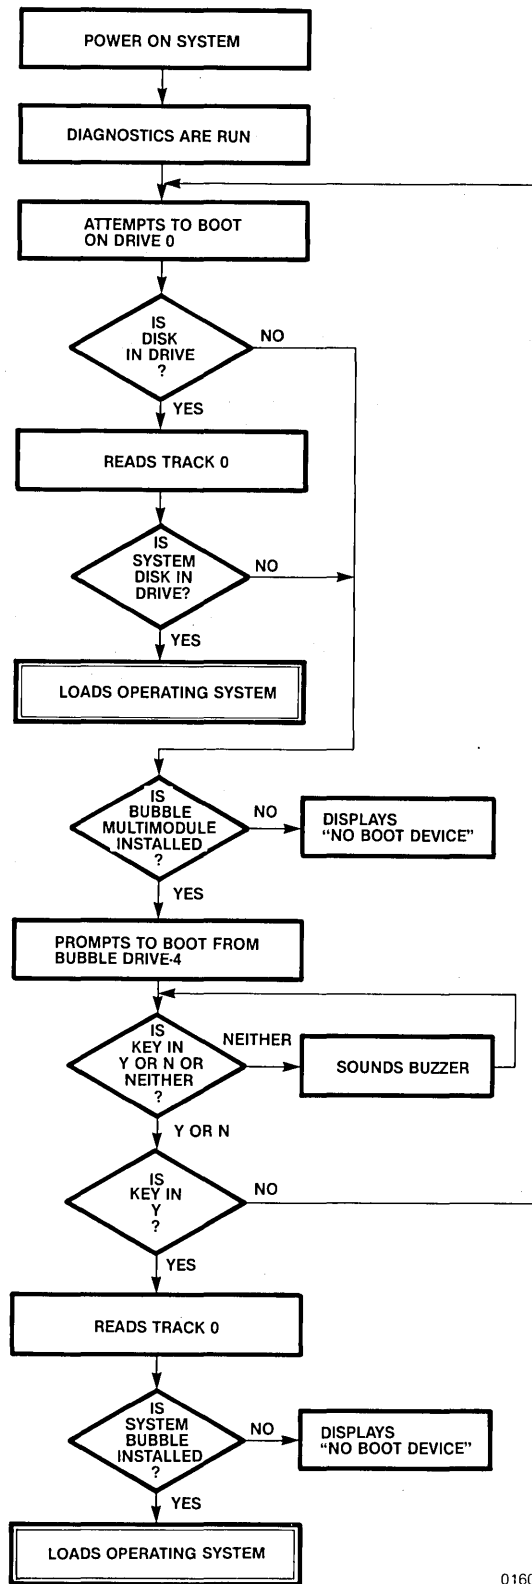 POWER ON SYSTEM
DIAGNOSTICS ARE RUN
ATTEMPTS TO BOOT
ON DRIVE 0
IS
DISK
IN DRIVE
?
NO
YES
READS TRACK 0
IS
SYSTEM
DISK IN
DRIVE?
NO
YES
LOADS OPERATING SYSTEM
IS
BUBBLE
MULTIMODULE
INSTALLED
?
NO
DISPLAYS
"NO BOOT DEVICE"
YES
PROMPTS TO BOOT FROM
BUBBLE DRIVE-4
IS
KEY IN
Y OR N OR
NEITHER
?
NEITHER
SOUNDS BUZZER
Y OR N
IS
KEY IN
Y
?
NO
YES
READS TRACK 0
IS
SYSTEM
BUBBLE
INSTALLED
?
NO
DISPLAYS
"NO BOOT DEVICE"
YES
LOADS OPERATING SYSTEM
0160